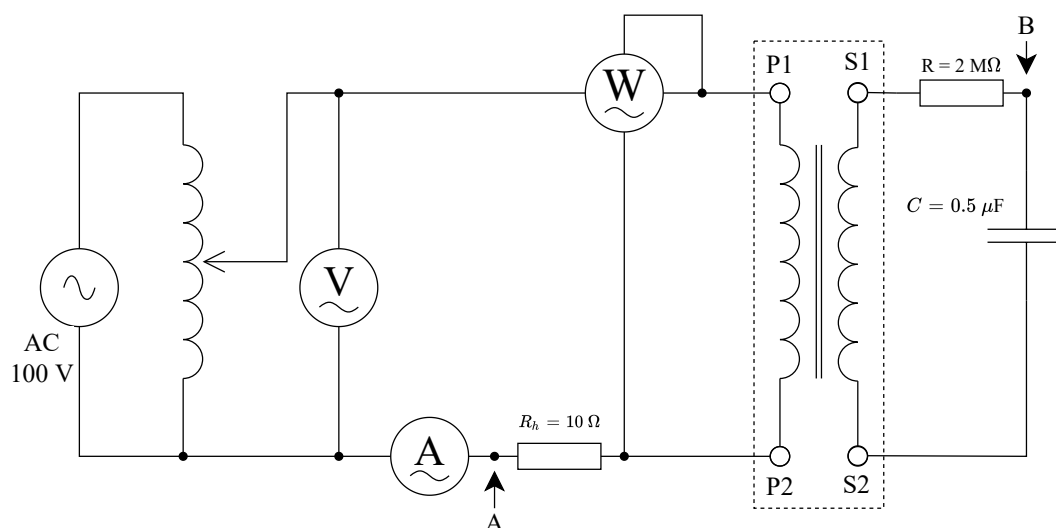 B
W
P1
S1
R = 2 MΩ
C = 0.5 μF
V
AC
100 V
A
R_h = 10 Ω
A
P2
S2